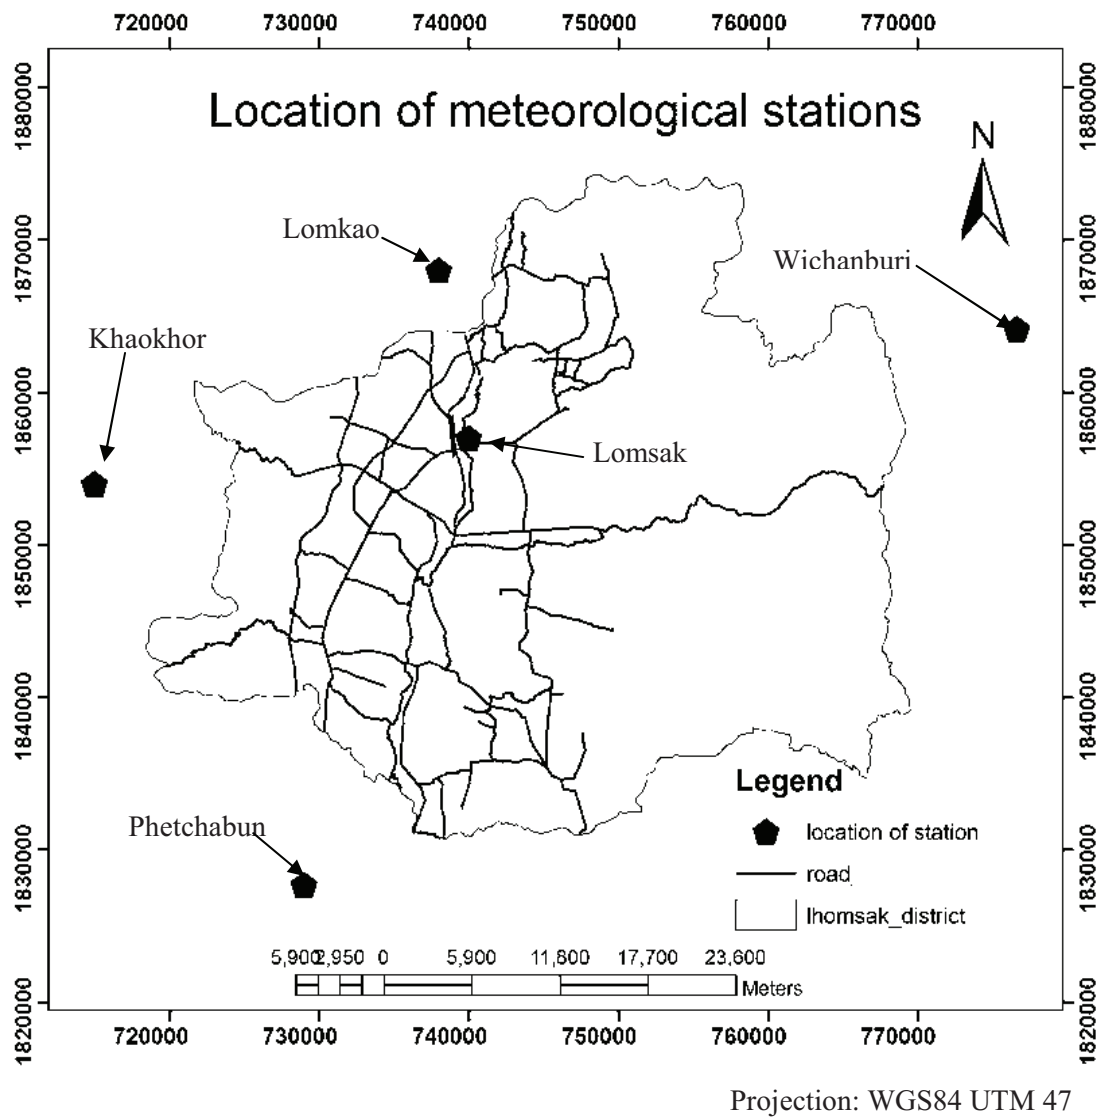 720000 730000 740000 750000 760000 770000
1880000
1880000
Location of meteorological stations
N
Lomkao
1870000
1870000
Wichanburi
Khaokhor
1860000
1860000
Lomsak
1850000
1850000
1840000
1840000
Legend
Phetchabun
location of station
1830000
1830000
road
lhomsak_district
5,900 2,950 0 5,900 11,800 17,700 23,600
Meters
1820000
1820000
720000 730000 740000 750000 760000 770000
Projection: WGS84 UTM 47